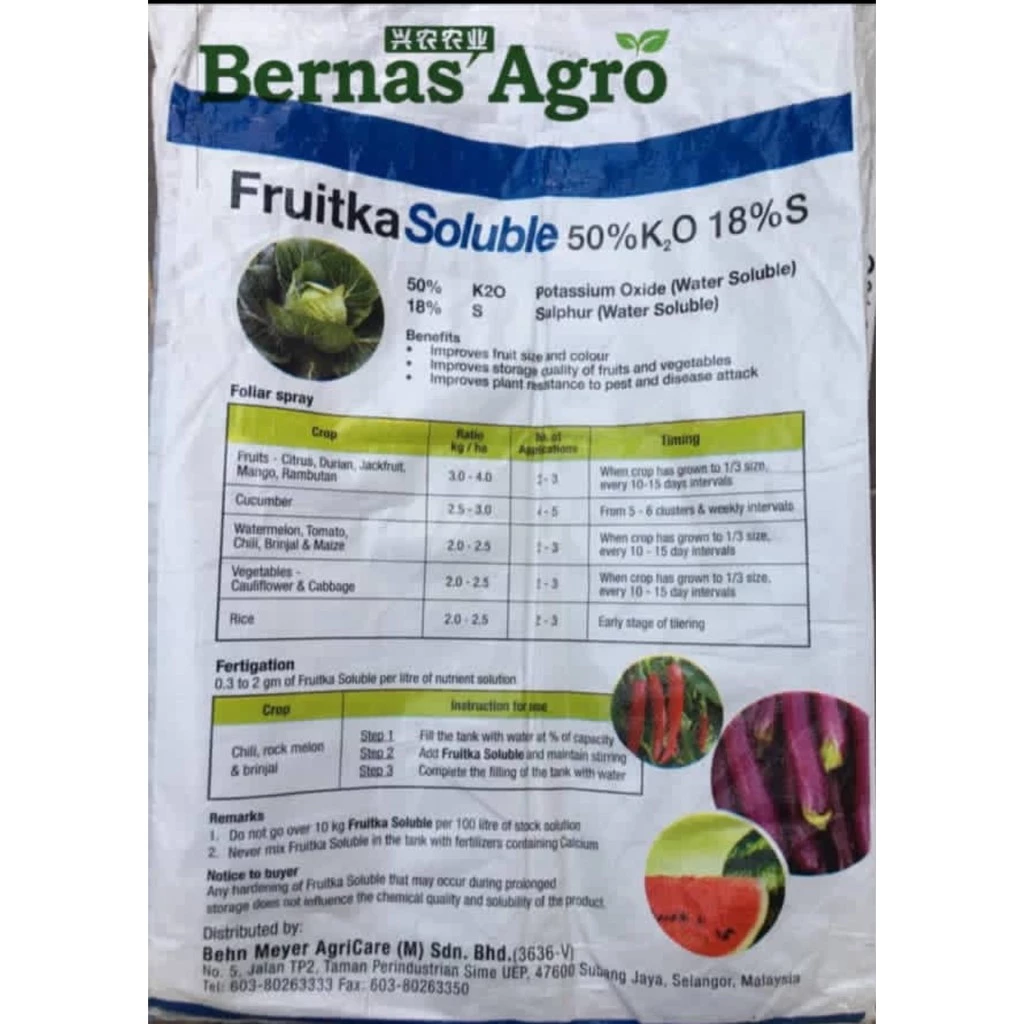 兴农农业
Bernas Agro
Fruitka Soluble 50%K2O 18%S
50% K2O Potassium Oxide (Water Soluble)
18% S Salphur (Water Soluble)
Benefits
• Improves fruit size and colour
• Improves storage quality of fruits and vegetables
• Improves plant resistance to pest and disease attack
Foliar spray
Crop Ratio kg / ha No. of Applications Timing
Fruits - Citrus, Durian, Jackfruit, Mango, Rambutan 3.0 - 4.0 2 - 3 When crop has grown to 1/3 size, every 10-15 days intervals
Cucumber 2.5 - 3.0 4 - 5 From 5 - 6 clusters & weekly intervals
Watermelon, Tomato, Chili, Brinjal & Maize 2.0 - 2.5 2 - 3 When crop has grown to 1/3 size, every 10 - 15 day intervals
Vegetables - Cauliflower & Cabbage 2.0 - 2.5 2 - 3 When crop has grown to 1/3 size, every 10 - 15 day intervals
Rice 2.0 - 2.5 2 - 3 Early stage of tilering
Fertigation
0.3 to 2 gm of Fruitka Soluble per litre of nutrient solution
Crop Instruction for use
Chili, rock melon & brinjal
Step 1 Fill the tank with water at of capacity
Step 2 Add Fruitka Soluble and maintain stirring
Step 3 Complete the filling of the tank with water
Remarks
1. Do not go over 10 kg Fruitka Soluble per 100 litre of stock solution
2. Never mix Fruitka Soluble in the tank with fertilizers containing Calcium
Notice to buyer
Any hardening of Fruitka Soluble that may occur during prolonged
storage does not influence the chemical quality and solubility of the product.
Distributed by:
Behn Meyer AgriCare (M) Sdn. Bhd.(3636-V)
No. 5, Jalan TP2, Taman Perindustrian Sime UEP, 47600 Subang Jaya, Selangor, Malaysia
Tel: 603-80263333 Fax: 603-80263350